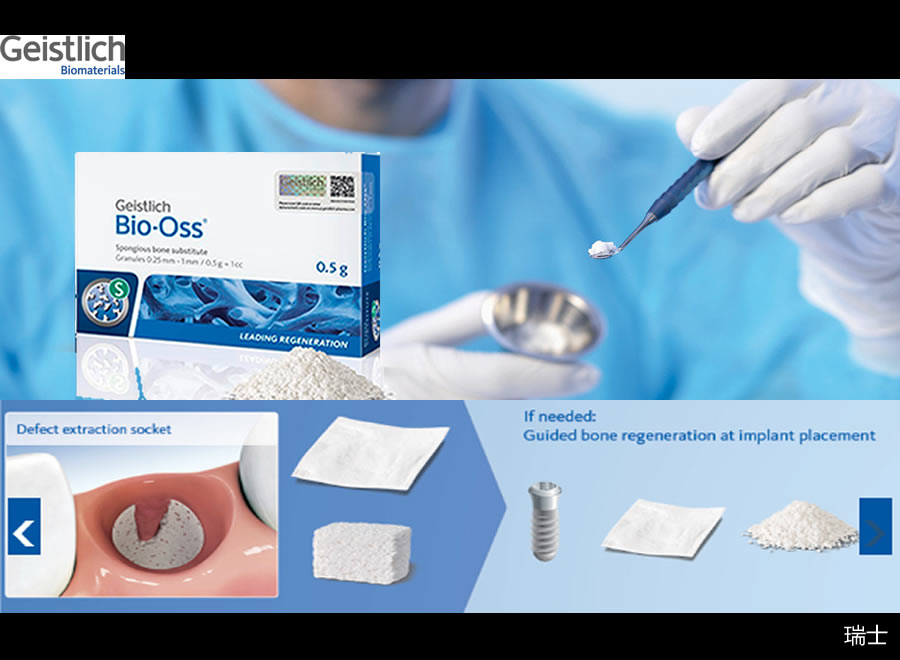 Geistlich
Biomaterials
Geistlich
Bio-Oss®
Spongious bone substitute
Granules 0.25 mm - 1 mm / 0.5 g ≈ 1cc
0.5 g
S
LEADING REGENERATION
Defect extraction socket
If needed:
Guided bone regeneration at implant placement
瑞士